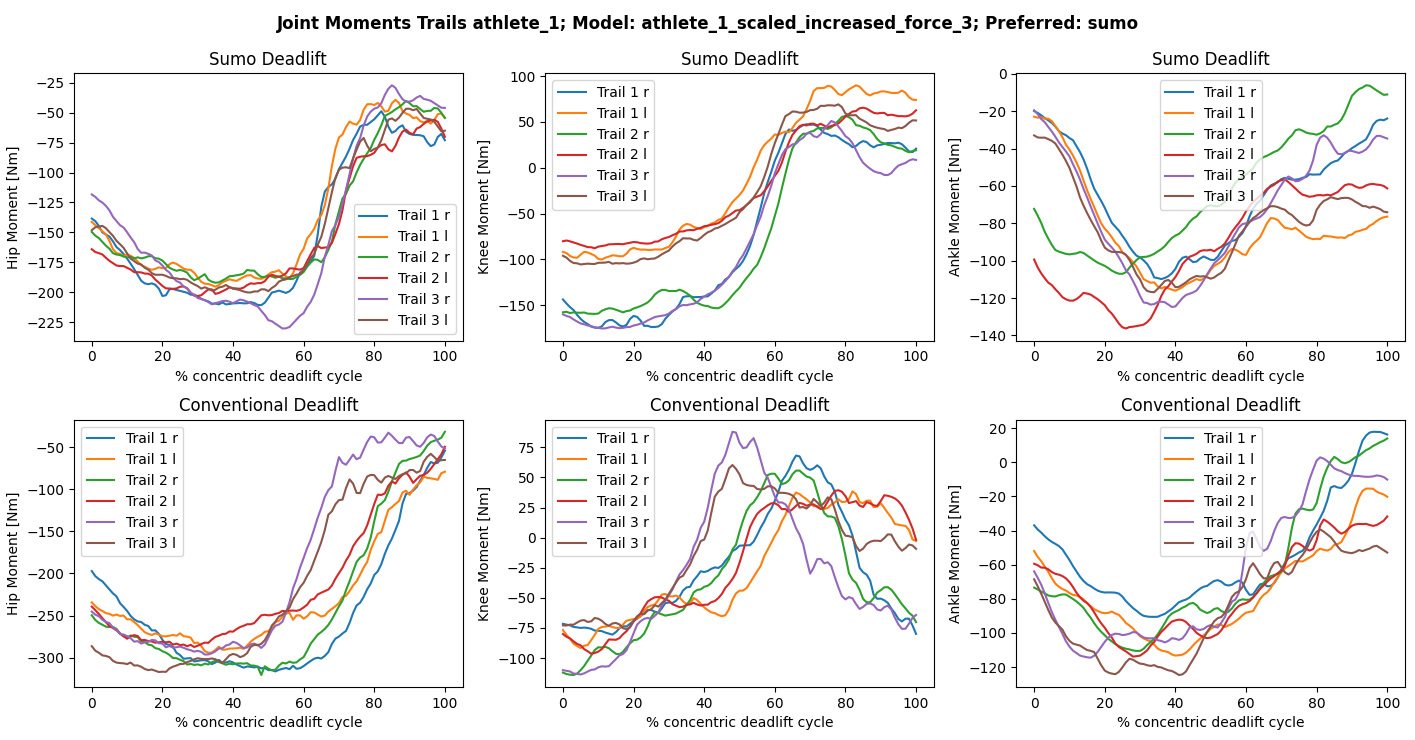 Joint Moments Trails athlete_1; Model: athlete_1_scaled_increased_force_3; Preferred: sumo
Sumo Deadlift
Hip Moment [Nm]
−25
−50
−75
−100
−125
−150
−175
−200
−225
0 20 40 60 80 100
% concentric deadlift cycle
Trail 1 r
Trail 1 l
Trail 2 r
Trail 2 l
Trail 3 r
Trail 3 l
Sumo Deadlift
Knee Moment [Nm]
100
50
0
−50
−100
−150
0 20 40 60 80 100
% concentric deadlift cycle
Trail 1 r
Trail 1 l
Trail 2 r
Trail 2 l
Trail 3 r
Trail 3 l
Sumo Deadlift
Ankle Moment [Nm]
0
−20
−40
−60
−80
−100
−120
−140
0 20 40 60 80 100
% concentric deadlift cycle
Trail 1 r
Trail 1 l
Trail 2 r
Trail 2 l
Trail 3 r
Trail 3 l
Conventional Deadlift
Hip Moment [Nm]
−50
−100
−150
−200
−250
−300
0 20 40 60 80 100
% concentric deadlift cycle
Trail 1 r
Trail 1 l
Trail 2 r
Trail 2 l
Trail 3 r
Trail 3 l
Conventional Deadlift
Knee Moment [Nm]
75
50
25
0
−25
−50
−75
−100
0 20 40 60 80 100
% concentric deadlift cycle
Trail 1 r
Trail 1 l
Trail 2 r
Trail 2 l
Trail 3 r
Trail 3 l
Conventional Deadlift
Ankle Moment [Nm]
20
0
−20
−40
−60
−80
−100
−120
0 20 40 60 80 100
% concentric deadlift cycle
Trail 1 r
Trail 1 l
Trail 2 r
Trail 2 l
Trail 3 r
Trail 3 l